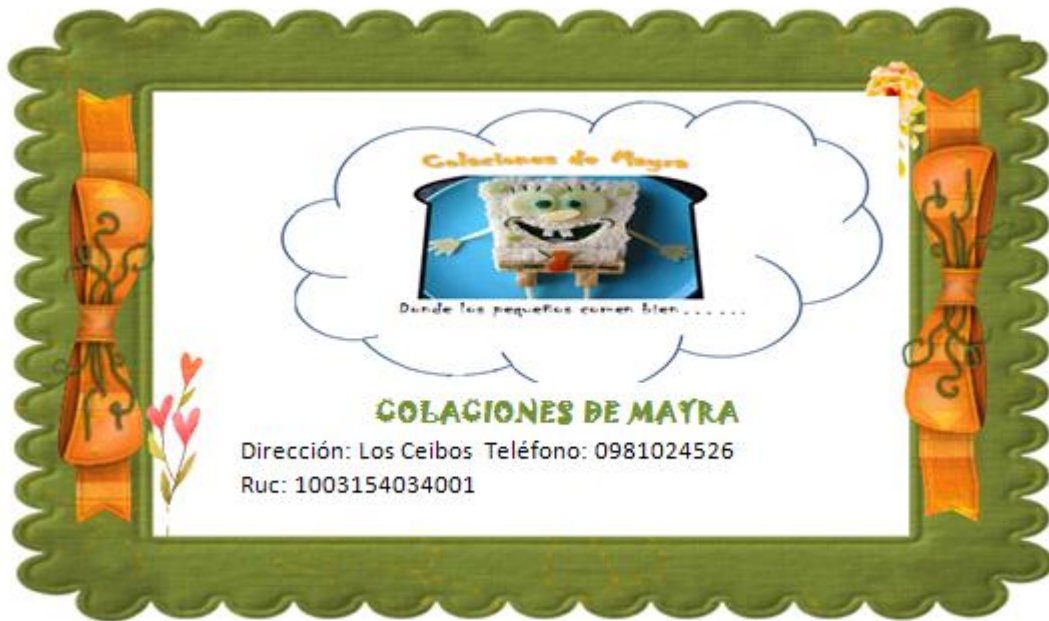 Colaciones de Mayra
Donde los pequeños comen bien......
COLACIONES DE MAYRA
Dirección: Los Ceibos Teléfono: 0981024526
Ruc: 1003154034001